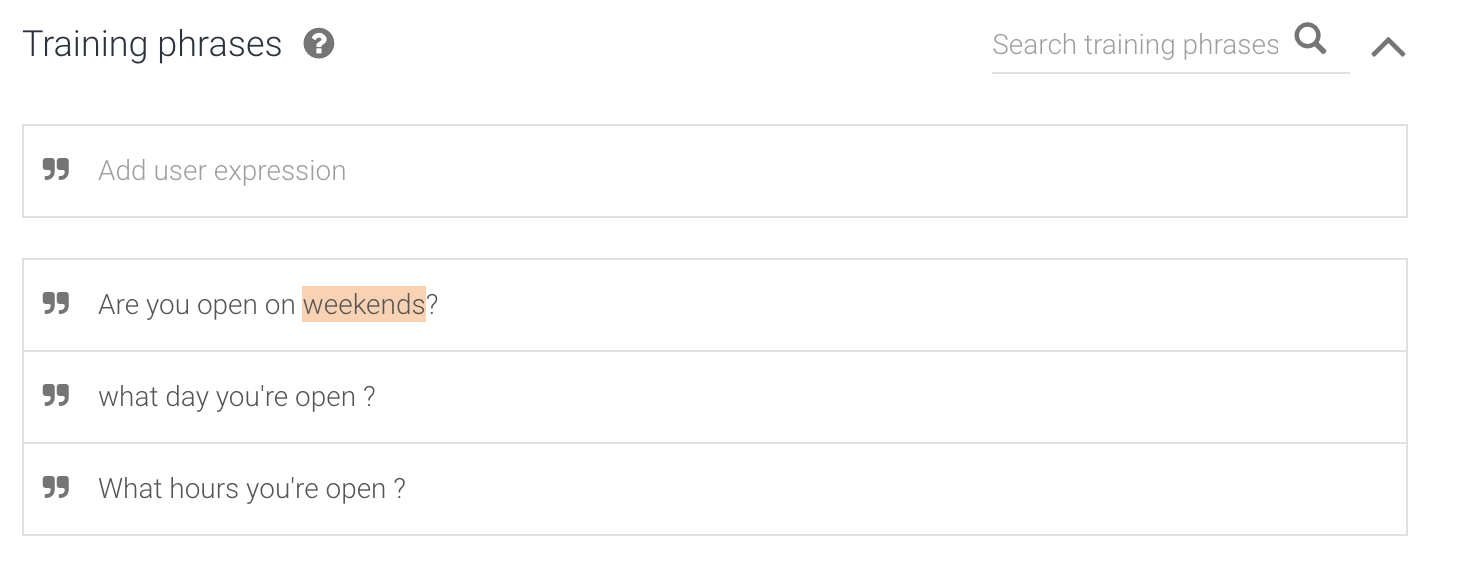 Training phrases
Search training phrases
Add user expression
Are you open on weekends?
what day you're open ?
What hours you're open ?